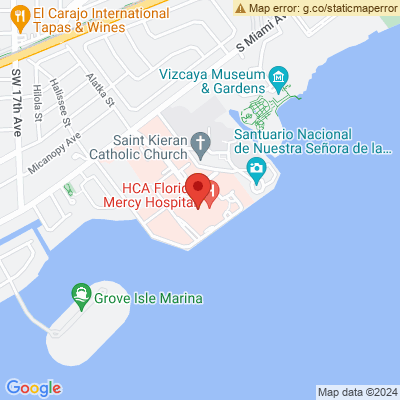 Map error: g.co/staticmaperror
El Carajo International
Tapas & Wines
S Miami Ave
SW 17th Ave
Hilola St
Halissee St
Alatka St
Micanopy Ave
Vizcaya Museum
& Gardens
Saint Kieran
Catholic Church
Santuario Nacional
de Nuestra Señora de la...
HCA Florid
Mercy Hospital
H
Grove Isle Marina
Google
Map data ©2024